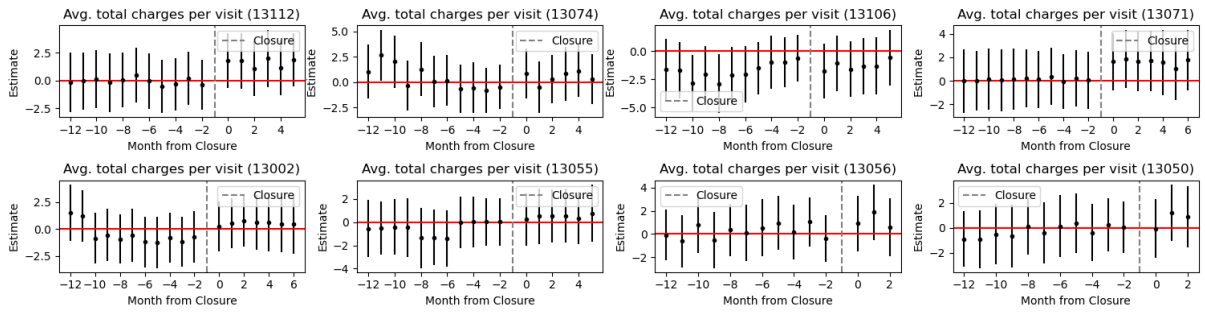 Avg. total charges per visit (13112)
Estimate
2.5
0.0
−2.5
Closure
−12 −10 −8 −6 −4 −2 0 2 4
Month from Closure
Avg. total charges per visit (13074)
Estimate
5.0
2.5
0.0
−2.5
Closure
−12 −10 −8 −6 −4 −2 0 2 4
Month from Closure
Avg. total charges per visit (13106)
Estimate
0.0
−2.5
−5.0
Closure
−12 −10 −8 −6 −4 −2 0 2 4
Month from Closure
Avg. total charges per visit (13071)
Estimate
4
2
0
−2
Closure
−12 −10 −8 −6 −4 −2 0 2 4 6
Month from Closure
Avg. total charges per visit (13002)
Estimate
2.5
0.0
−2.5
Closure
−12 −10 −8 −6 −4 −2 0 2 4 6
Month from Closure
Avg. total charges per visit (13055)
Estimate
2
0
−2
−4
Closure
−12 −10 −8 −6 −4 −2 0 2 4
Month from Closure
Avg. total charges per visit (13056)
Estimate
4
2
0
−2
Closure
−12 −10 −8 −6 −4 −2 0 2
Month from Closure
Avg. total charges per visit (13050)
Estimate
2
0
−2
Closure
−12 −10 −8 −6 −4 −2 0 2
Month from Closure